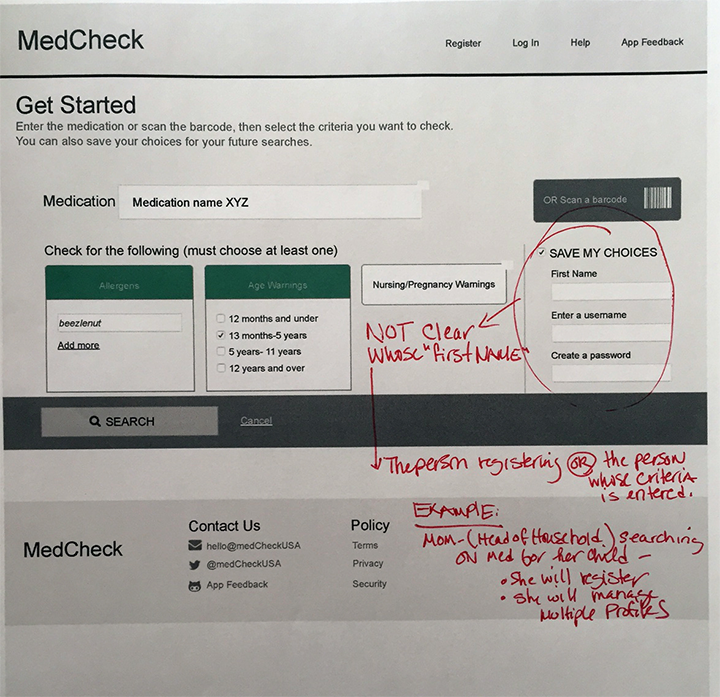 MedCheck
Register Log In Help App Feedback
Get Started
Enter the medication or scan the barcode, then select the criteria you want to check.
You can also save your choices for your future searches.
Medication Medication name XYZ
OR Scan a barcode
Check for the following (must choose at least one)
SAVE MY CHOICES
Allergens
Age Warnings
Nursing/Pregnancy Warnings
First Name
beezlenut
Add more
12 months and under
13 months-5 years
5 years- 11 years
12 years and over
Enter a username
Create a password
NOT Clear
WHOSE "First NAME"
SEARCH Cancel
The person registering OR the person
whose criteria
is entered.
EXAMPLE:
MOM - (Head of Household) searching
on med for her child -
• She will register
• She will manage
Multiple Profiles
MedCheck
Contact Us
hello@medCheckUSA
@medCheckUSA
App Feedback
Policy
Terms
Privacy
Security